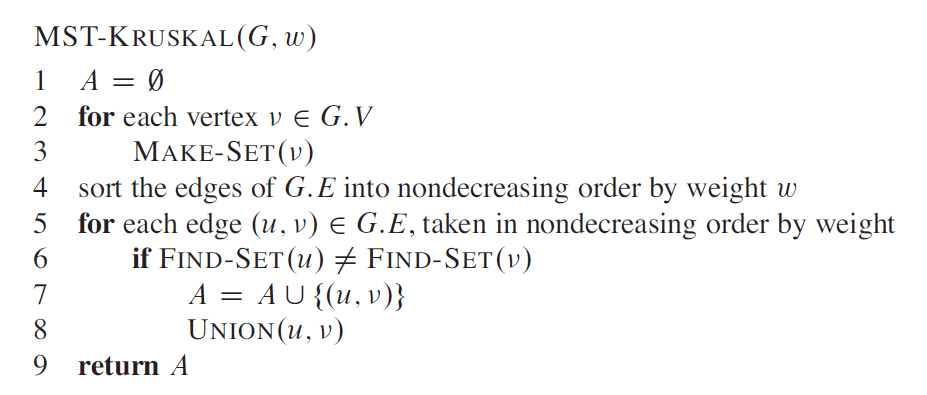 MST-KRUSKAL(G, w)
1 A = ∅
2 for each vertex v ∈ G.V
3 MAKE-SET(v)
4 sort the edges of G.E into nondecreasing order by weight w
5 for each edge (u, v) ∈ G.E, taken in nondecreasing order by weight
6 if FIND-SET(u) ≠ FIND-SET(v)
7 A = A ∪ {(u, v)}
8 UNION(u, v)
9 return A